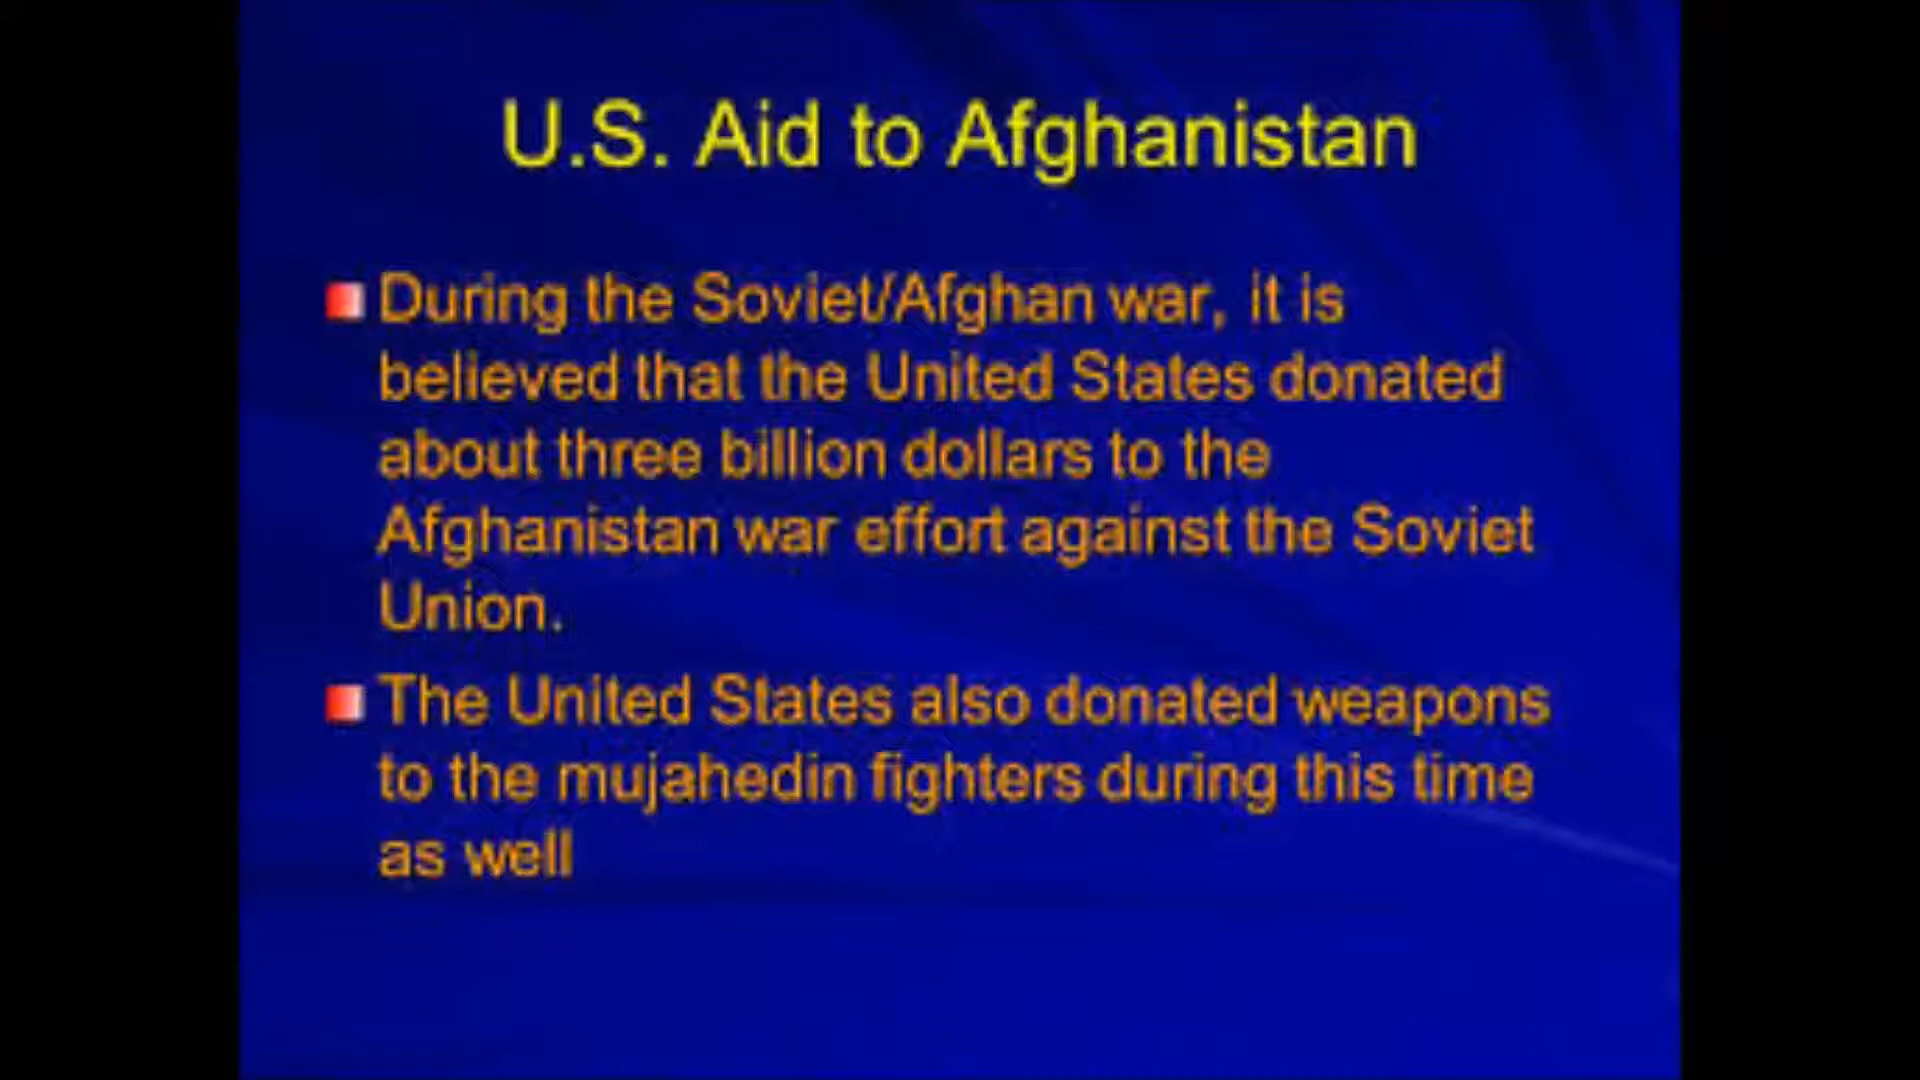 U.S. Aid to Afghanistan
During the Soviet/Afghan war, it is
believed that the United States donated
about three billion dollars to the
Afghanistan war effort against the Soviet
Union.
The United States also donated weapons
to the mujahedin fighters during this time
as well